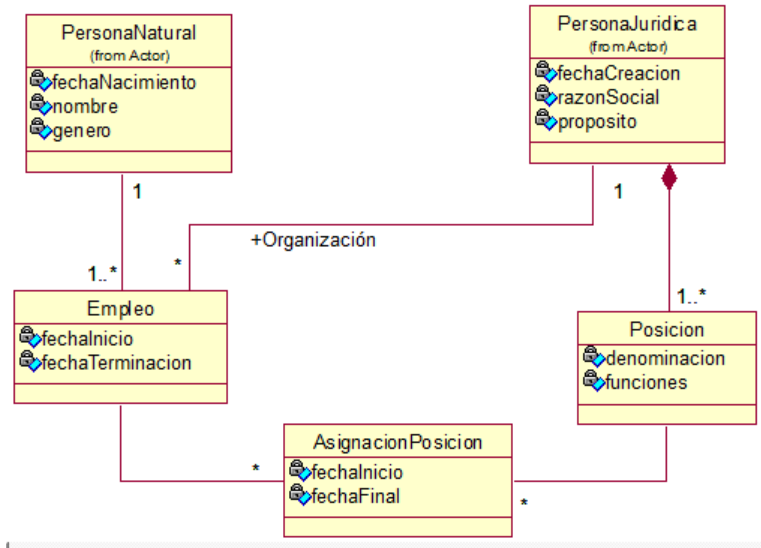 PersonaNatural
(from Actor)
fechaNacimiento
nombre
genero
PersonaJuridica
(from Actor)
fechaCreacion
razonSocial
proposito
1
1
+Organización
*
1..*
1..*
Empleo
fechaInicio
fechaTerminacion
Posicion
denominacion
funciones
AsignacionPosicion
fechaInicio
fechaFinal
*
*